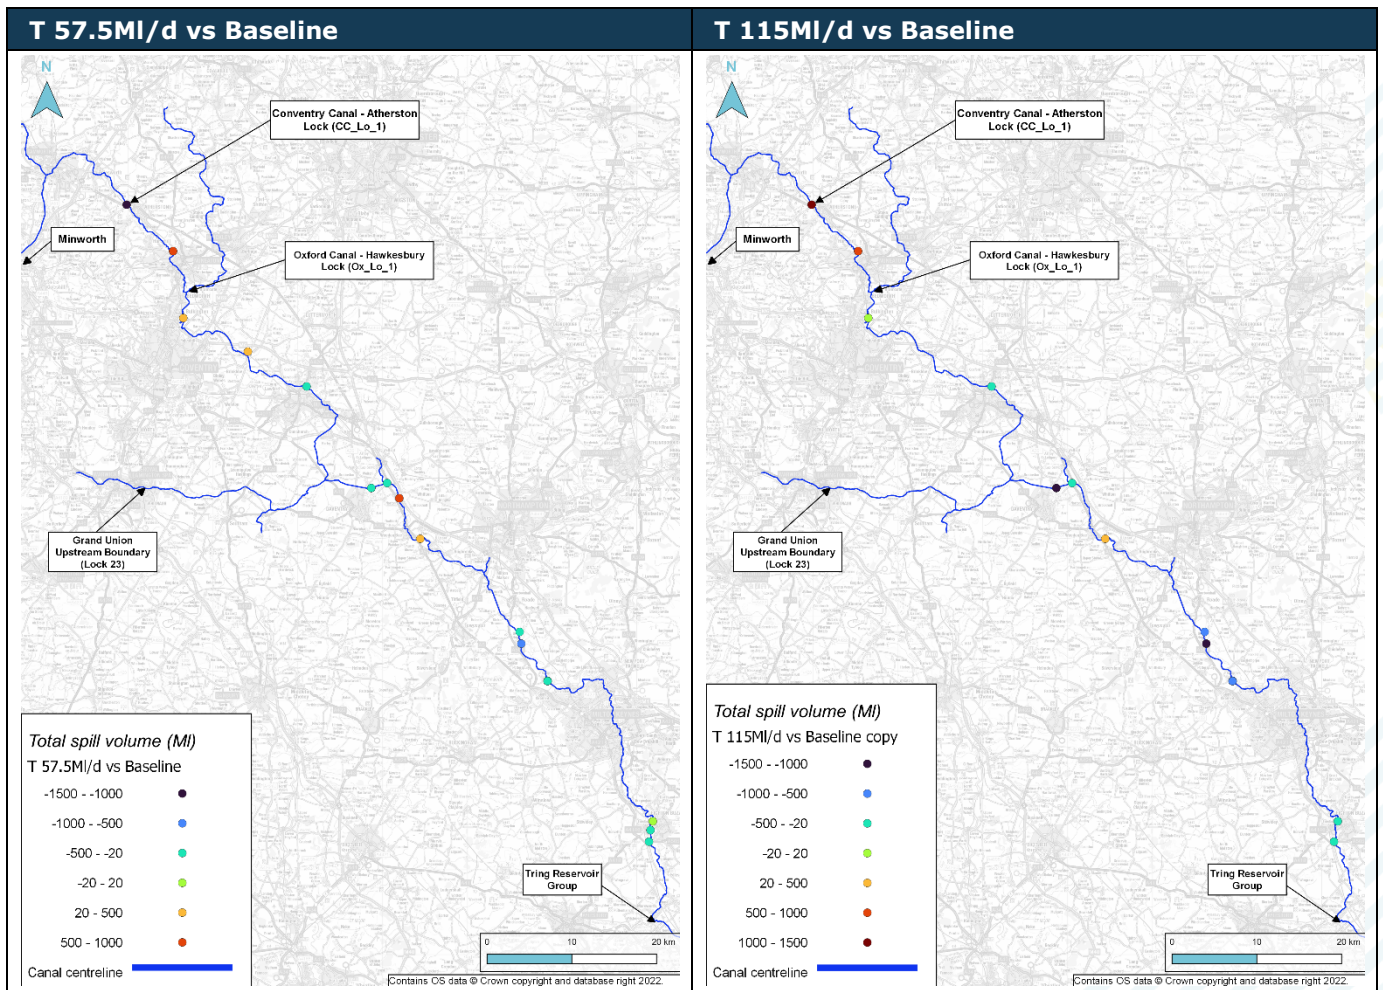 T 57.5Ml/d vs Baseline
T 115Ml/d vs Baseline
N
Conventry Canal - Atherston
Lock (CC_Lo_1)
Minworth
Oxford Canal - Hawkesbury
Lock (Ox_Lo_1)
Grand Union
Upstream Boundary
(Lock 23)
Tring Reservoir
Group
Total spill volume (Ml)
T 57.5Ml/d vs Baseline
-1500 - -1000
-1000 - -500
-500 - -20
-20 - 20
20 - 500
500 - 1000
Canal centreline
0 10 20 km
Contains OS data © Crown copyright and database right 2022.
N
Conventry Canal - Atherston
Lock (CC_Lo_1)
Minworth
Oxford Canal - Hawkesbury
Lock (Ox_Lo_1)
Grand Union
Upstream Boundary
(Lock 23)
Tring Reservoir
Group
Total spill volume (Ml)
T 115Ml/d vs Baseline copy
-1500 - -1000
-1000 - -500
-500 - -20
-20 - 20
20 - 500
500 - 1000
1000 - 1500
Canal centreline
0 10 20 km
Contains OS data © Crown copyright and database right 2022.